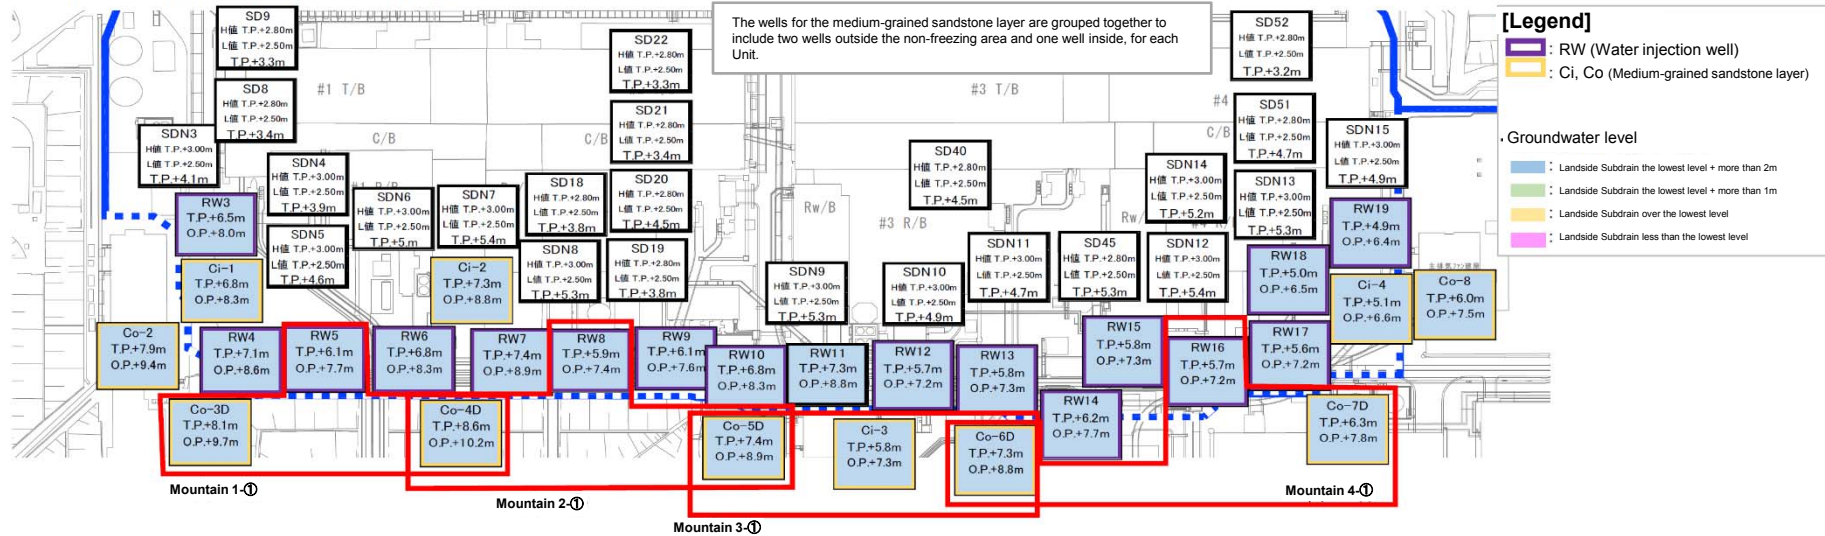 SD9
H値 T.P.+2.80m
L値 T.P.+2.50m
T.P.+3.3m
SD8
H値 T.P.+2.80m
L値 T.P.+2.50m
T.P.+3.4m
SDN3
H値 T.P.+3.00m
L値 T.P.+2.50m
T.P.+4.1m
#1 T/B
C/B
SDN4
H値 T.P.+3.00m
L値 T.P.+2.50m
T.P.+3.9m
SDN5
H値 T.P.+3.00m
L値 T.P.+2.50m
T.P.+4.6m
SDN6
H値 T.P.+3.00m
L値 T.P.+2.50m
T.P.+5.m
SDN7
H値 T.P.+3.00m
L値 T.P.+2.50m
T.P.+5.4m
SD18
H値 T.P.+2.80m
L値 T.P.+2.50m
T.P.+3.8m
SDN8
H値 T.P.+3.00m
L値 T.P.+2.50m
T.P.+5.3m
C/B
SD22
H値 T.P.+2.80m
L値 T.P.+2.50m
T.P.+3.3m
SD21
H値 T.P.+2.80m
L値 T.P.+2.50m
T.P.+3.4m
SD20
H値 T.P.+2.80m
L値 T.P.+2.50m
T.P.+4.5m
SD19
H値 T.P.+2.80m
L値 T.P.+2.50m
T.P.+3.8m
The wells for the medium-grained sandstone layer are grouped together to
include two wells outside the non-freezing area and one well inside, for each
Unit.
#3 T/B
Rw/B
#3 R/B
SD40
H値 T.P.+2.80m
L値 T.P.+2.50m
T.P.+4.5m
SDN9
H値 T.P.+3.00m
L値 T.P.+2.50m
T.P.+5.3m
SDN10
H値 T.P.+3.00m
L値 T.P.+2.50m
T.P.+4.9m
SDN11
H値 T.P.+3.00m
L値 T.P.+2.50m
T.P.+4.7m
SD45
H値 T.P.+2.80m
L値 T.P.+2.50m
T.P.+5.3m
SDN14
H値 T.P.+3.00m
L値 T.P.+2.50m
T.P.+5.2m
SDN12
H値 T.P.+3.00m
L値 T.P.+2.50m
T.P.+5.4m
#4
C/B
SD52
H値 T.P.+2.80m
L値 T.P.+2.50m
T.P.+3.2m
SD51
H値 T.P.+2.80m
L値 T.P.+2.50m
T.P.+4.7m
SDN13
H値 T.P.+3.00m
L値 T.P.+2.50m
T.P.+5.3m
SDN15
H値 T.P.+3.00m
L値 T.P.+2.50m
T.P.+4.9m
RW3
T.P.+6.5m
O.P.+8.0m
Ci-1
T.P.+6.8m
O.P.+8.3m
Ci-2
T.P.+7.3m
O.P.+8.8m
RW19
T.P.+4.9m
O.P.+6.4m
RW18
T.P.+5.0m
O.P.+6.5m
Ci-4
T.P.+5.1m
O.P.+6.6m
Co-8
T.P.+6.0m
O.P.+7.5m
Co-2
T.P.+7.9m
O.P.+9.4m
RW4
T.P.+7.1m
O.P.+8.6m
RW5
T.P.+6.1m
O.P.+7.7m
RW6
T.P.+6.8m
O.P.+8.3m
RW7
T.P.+7.4m
O.P.+8.9m
RW8
T.P.+5.9m
O.P.+7.4m
RW9
T.P.+6.1m
O.P.+7.6m
RW10
T.P.+6.8m
O.P.+8.3m
RW11
T.P.+7.3m
O.P.+8.8m
RW12
T.P.+5.7m
O.P.+7.2m
RW13
T.P.+5.8m
O.P.+7.3m
RW14
T.P.+6.2m
O.P.+7.7m
RW15
T.P.+5.8m
O.P.+7.3m
RW16
T.P.+5.7m
O.P.+7.2m
RW17
T.P.+5.6m
O.P.+7.2m
Co-3D
T.P.+8.1m
O.P.+9.7m
Co-4D
T.P.+8.6m
O.P.+10.2m
Co-5D
T.P.+7.4m
O.P.+8.9m
Ci-3
T.P.+5.8m
O.P.+7.3m
Co-6D
T.P.+7.3m
O.P.+8.8m
Co-7D
T.P.+6.3m
O.P.+7.8m
Mountain 1-①
Mountain 2-①
Mountain 3-①
Mountain 4-①
[Legend]
: RW (Water injection well)
: Ci, Co (Medium-grained sandstone layer)
. Groundwater level
: Landside Subdrain the lowest level + more than 2m
: Landside Subdrain the lowest level + more than 1m
: Landside Subdrain over the lowest level
: Landside Subdrain less than the lowest level